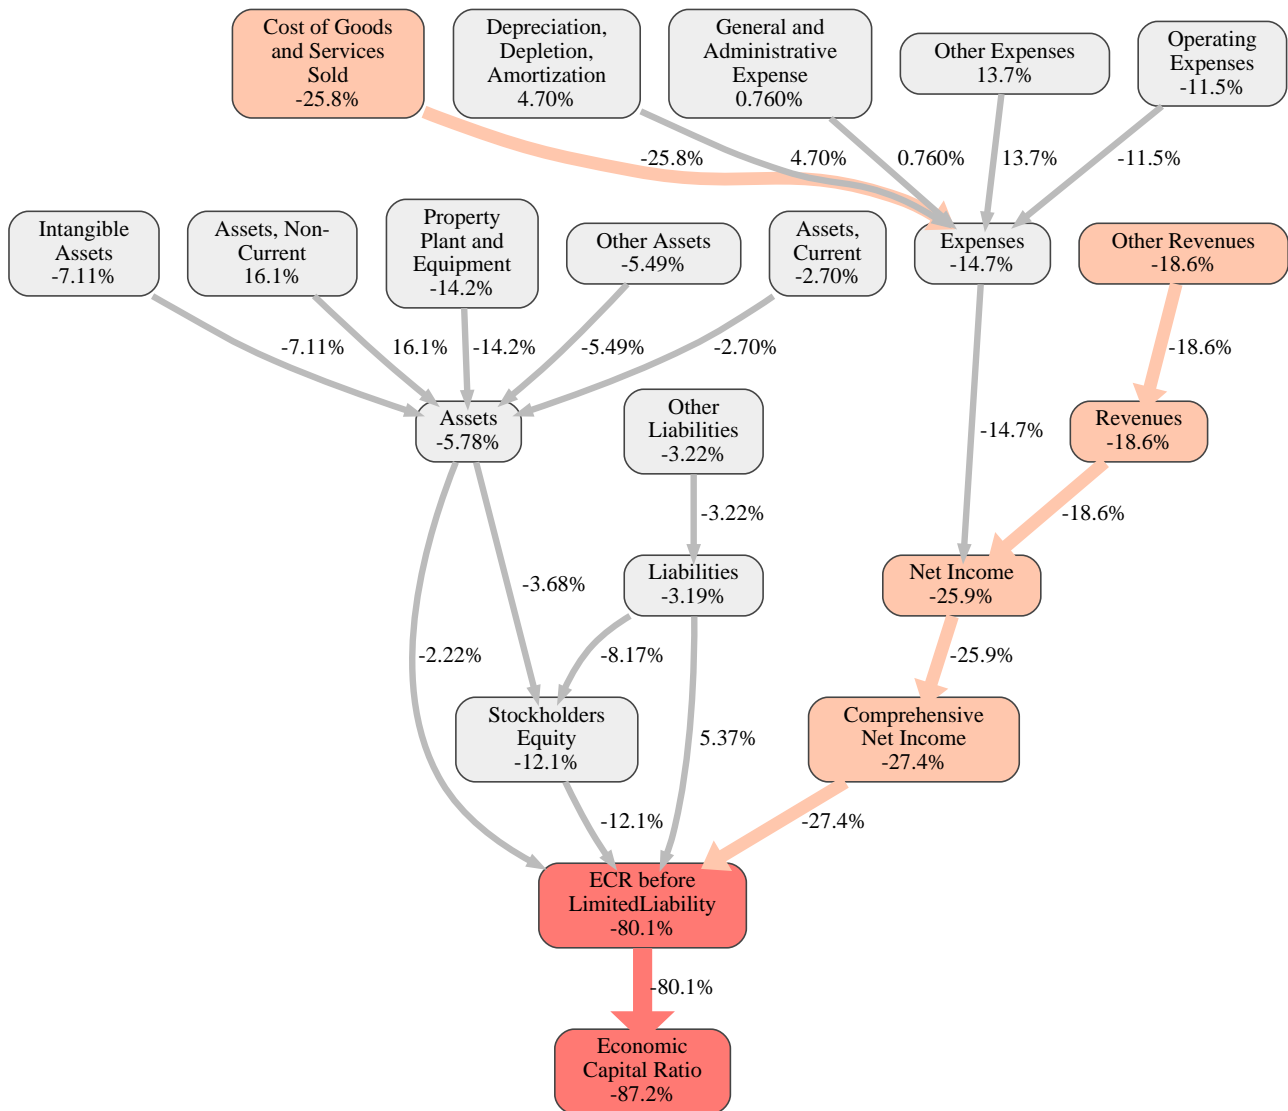 Cost of Goods
and Services
Sold
-25.8%
Depreciation,
Depletion,
Amortization
4.70%
General and
Administrative
Expense
0.760%
Other Expenses
13.7%
Operating
Expenses
-11.5%
-25.8%
4.70%
0.760%
13.7%
-11.5%
Intangible
Assets
-7.11%
Assets, Non-
Current
16.1%
Property
Plant and
Equipment
-14.2%
Other Assets
-5.49%
Assets,
Current
-2.70%
Expenses
-14.7%
Other Revenues
-18.6%
-7.11%
16.1%
-14.2%
-5.49%
-2.70%
-18.6%
Assets
-5.78%
Other
Liabilities
-3.22%
-14.7%
Revenues
-18.6%
-3.22%
-18.6%
-3.68%
Liabilities
-3.19%
Net Income
-25.9%
-2.22%
-8.17%
-25.9%
Stockholders
Equity
-12.1%
5.37%
Comprehensive
Net Income
-27.4%
-12.1%
-27.4%
ECR before
LimitedLiability
-80.1%
-80.1%
Economic
Capital Ratio
-87.2%